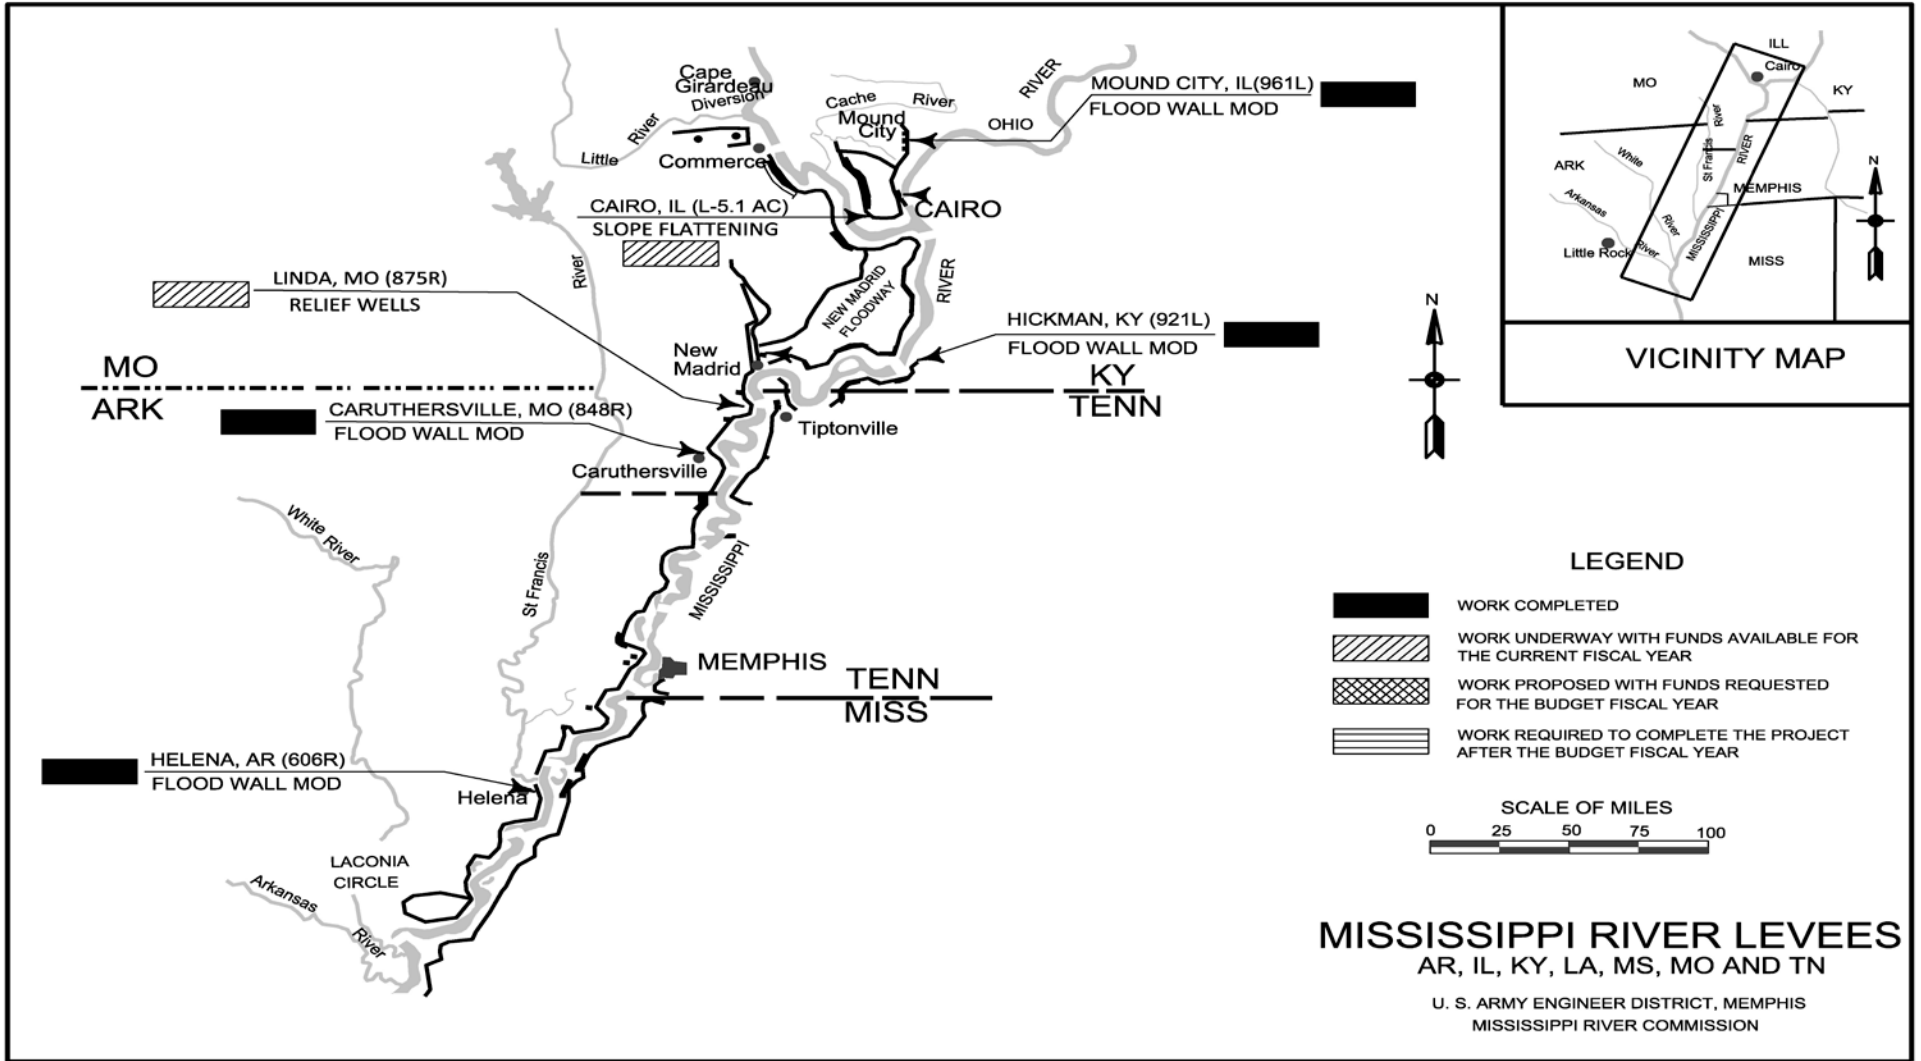 Cape
Girardeau
Diversion
River
Little
Commerce
Cache
River
Mound
City
OHIO
RIVER
MOUND CITY, IL(961L)
FLOOD WALL MOD
CAIRO, IL (L-5.1 AC)
SLOPE FLATTENING
CAIRO
LINDA, MO (875R)
RELIEF WELLS
River
NEW MADRID
FLOODWAY
RIVER
HICKMAN, KY (921L)
FLOOD WALL MOD
New
Madrid
MO
ARK
KY
TENN
CARUTHERSVILLE, MO (848R)
FLOOD WALL MOD
Tiptonville
Caruthersville
White
River
St Francis
MISSISSIPPI
MEMPHIS
TENN
MISS
HELENA, AR (606R)
FLOOD WALL MOD
Helena
LACONIA
CIRCLE
Arkansas
River
N
ILL
Cairo
MO
KY
River
St Francis
RIVER
White
River
ARK
Arkansas
River
MEMPHIS
MISSISSIPPI
Little Rock
MISS
N
VICINITY MAP
LEGEND
WORK COMPLETED
WORK UNDERWAY WITH FUNDS AVAILABLE FOR
THE CURRENT FISCAL YEAR
WORK PROPOSED WITH FUNDS REQUESTED
FOR THE BUDGET FISCAL YEAR
WORK REQUIRED TO COMPLETE THE PROJECT
AFTER THE BUDGET FISCAL YEAR
SCALE OF MILES
0 25 50 75 100
MISSISSIPPI RIVER LEVEES
AR, IL, KY, LA, MS, MO AND TN
U. S. ARMY ENGINEER DISTRICT, MEMPHIS
MISSISSIPPI RIVER COMMISSION